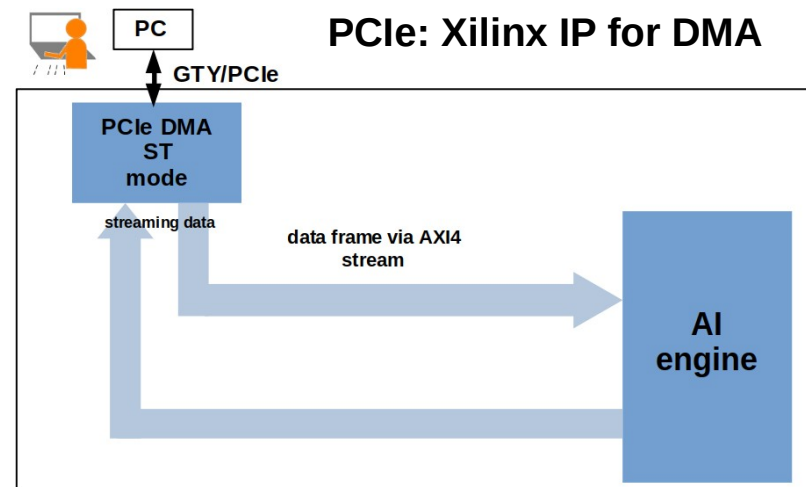 PCIe: Xilinx IP for DMA
PC
GTY/PCIe
PCIe DMA
ST
mode
streaming data
data frame via AXI4
stream
AI
engine